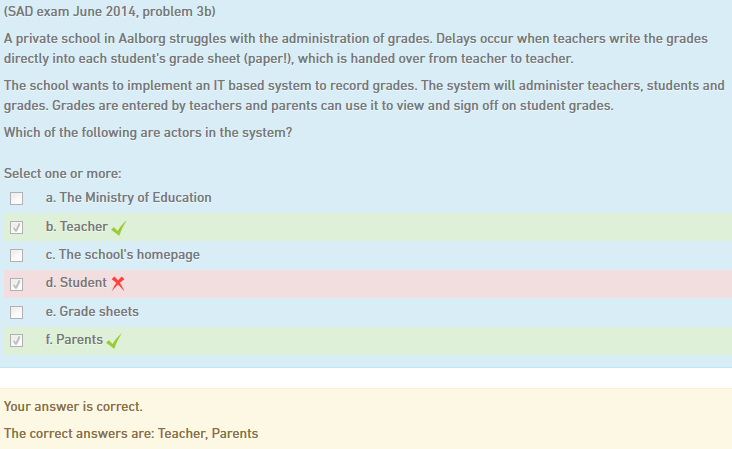 (SAD exam June 2014, problem 3b)
A private school in Aalborg struggles with the administration of grades. Delays occur when teachers write the grades
directly into each student's grade sheet (paper!), which is handed over from teacher to teacher.
The school wants to implement an IT based system to record grades. The system will administer teachers, students and
grades. Grades are entered by teachers and parents can use it to view and sign off on student grades.
Which of the following are actors in the system?
Select one or more:
a. The Ministry of Education
b. Teacher
c. The school's homepage
d. Student
e. Grade sheets
f. Parents
Your answer is correct.
The correct answers are: Teacher, Parents